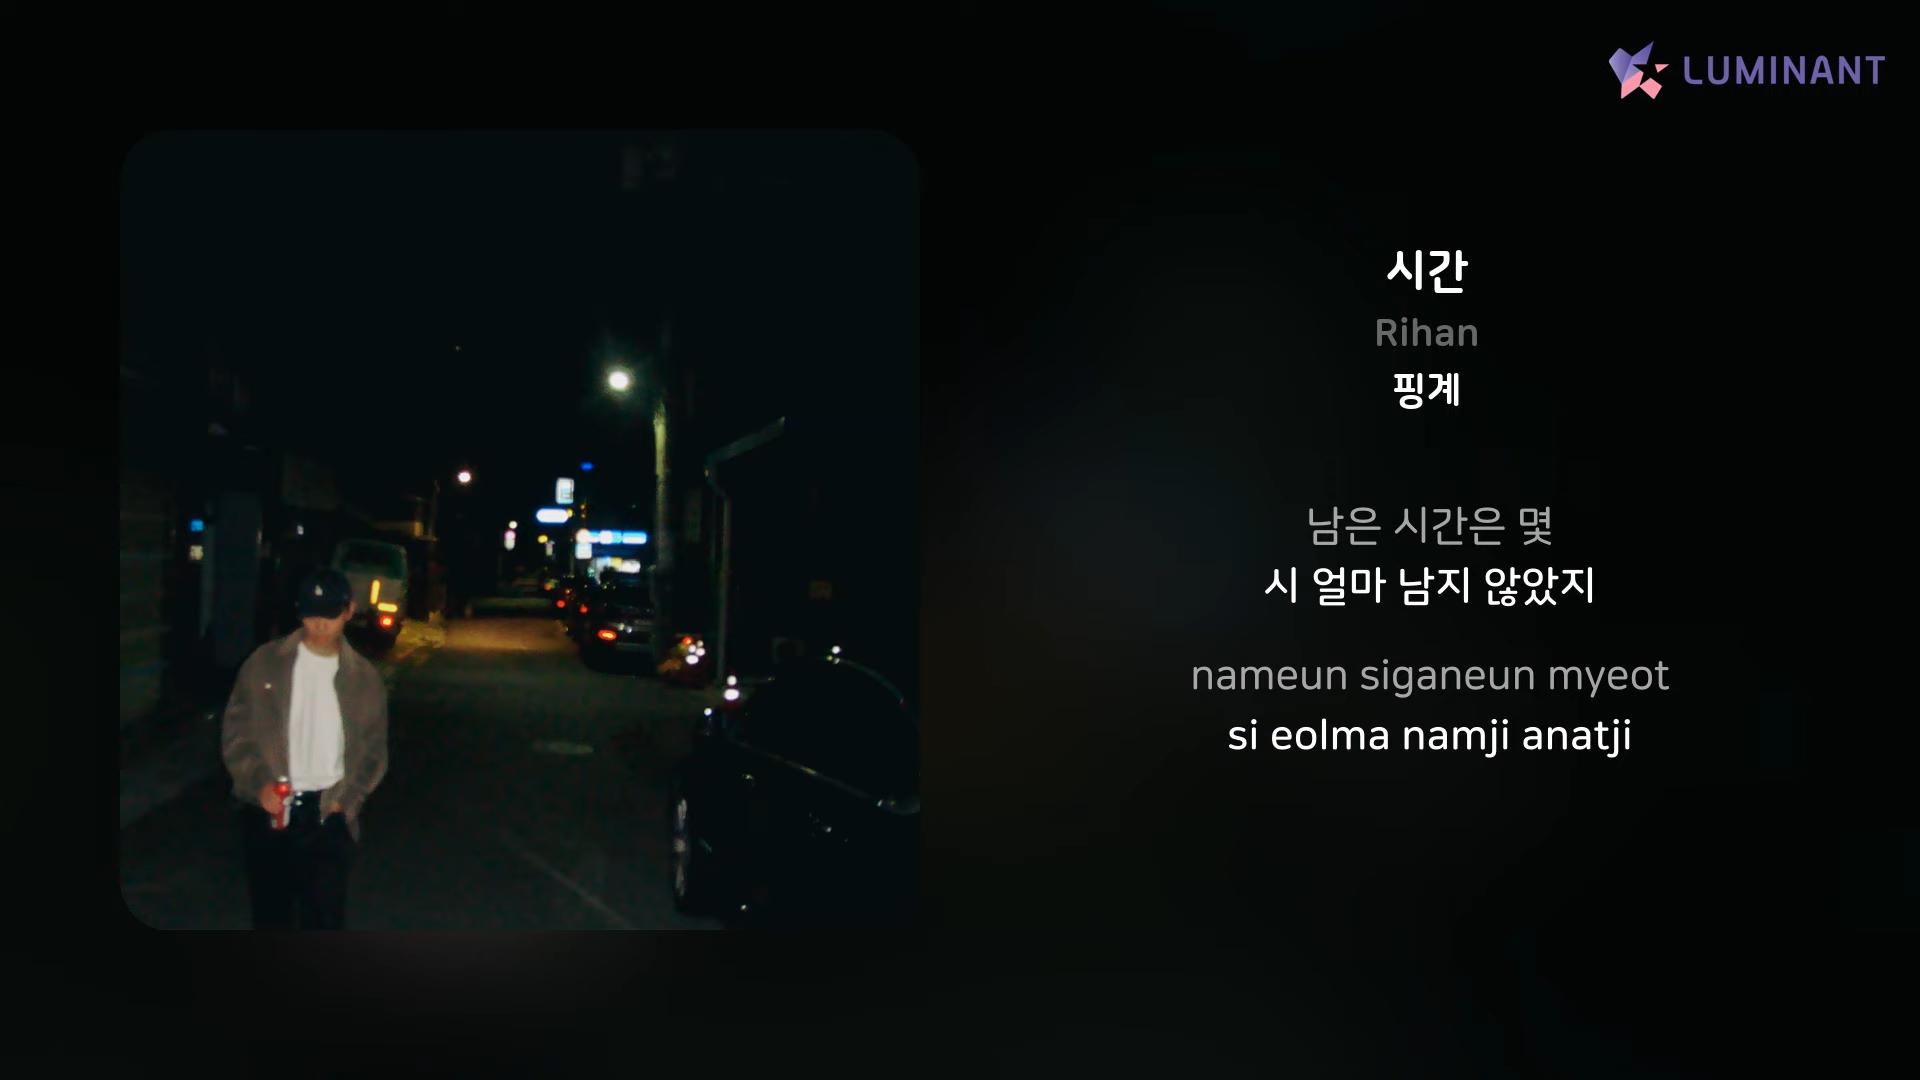 LUMINANT
시간
Rihan
핑계
남은 시간은 몇
시 얼마 남지 않았지
nameun siganeun myeot
si eolma namji anatji